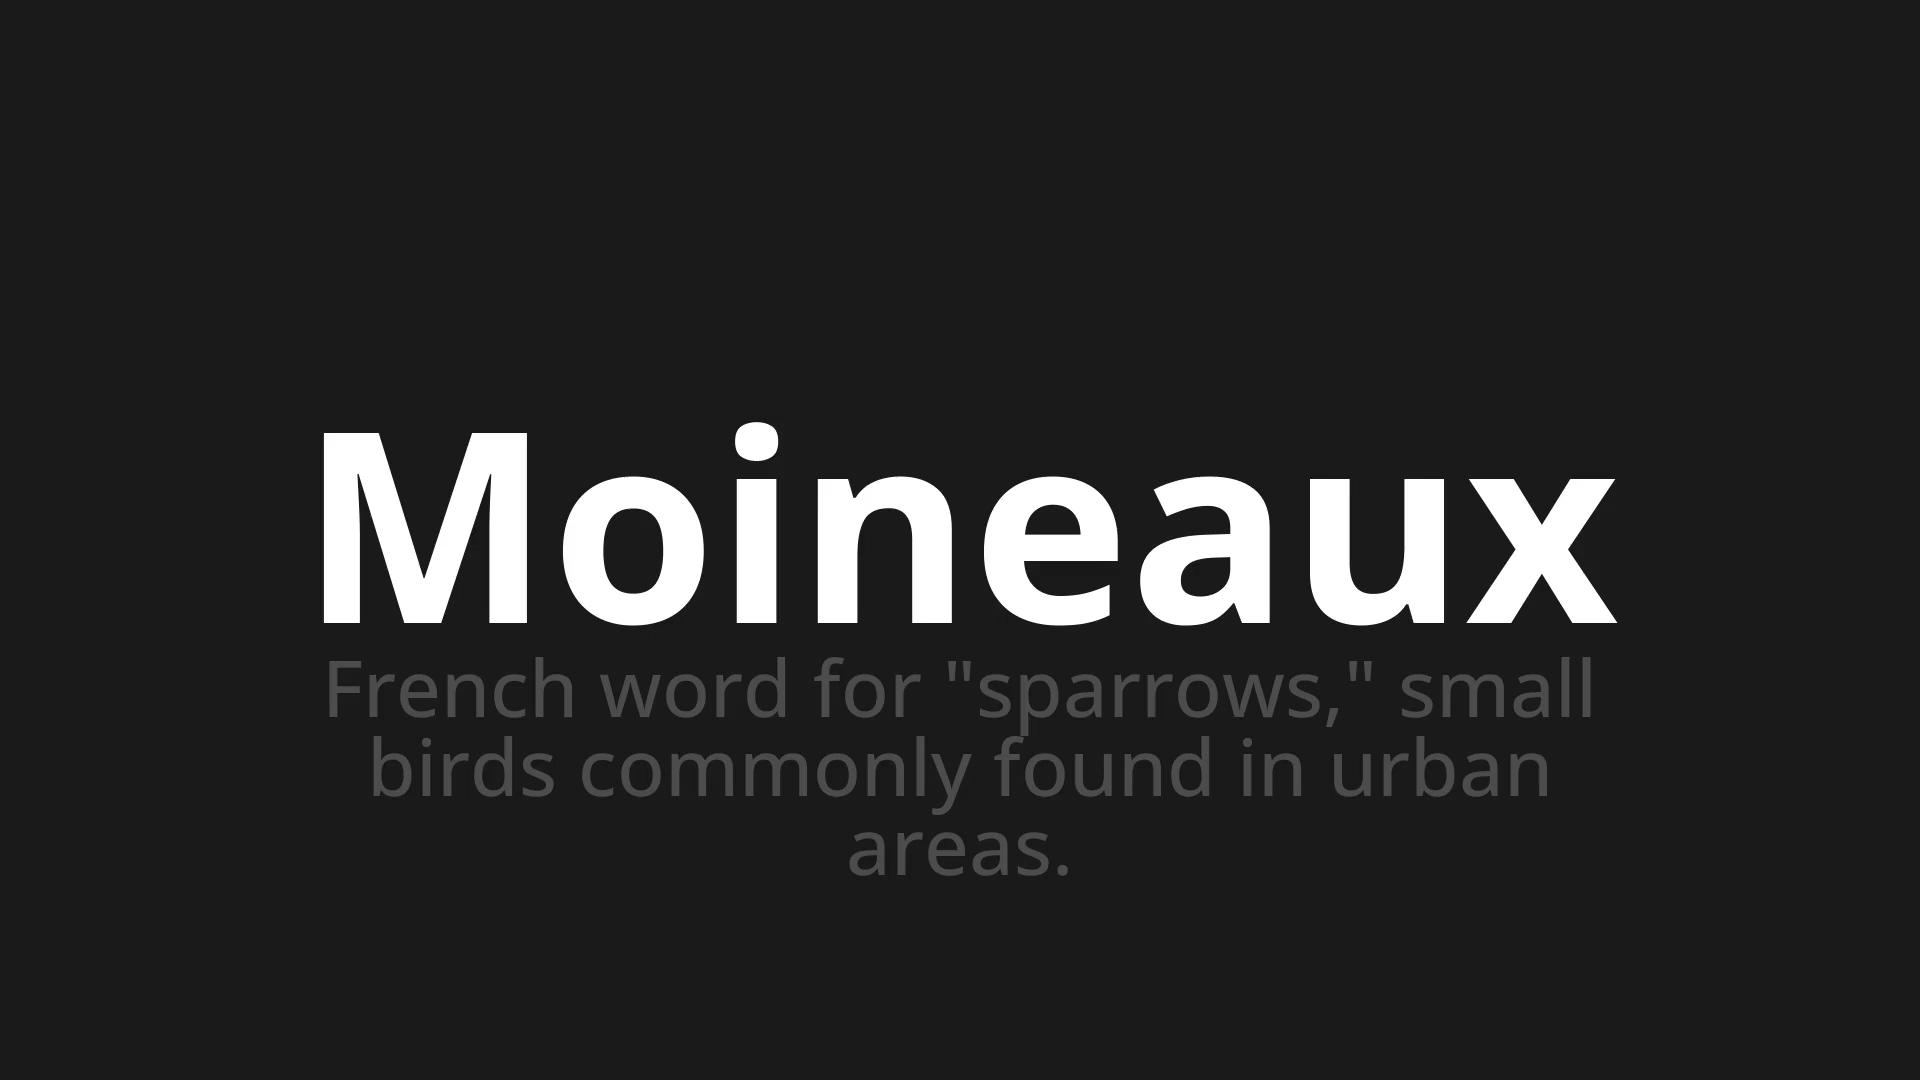 Moineaux
French word for "sparrows," small
birds commonly found in urban
areas.